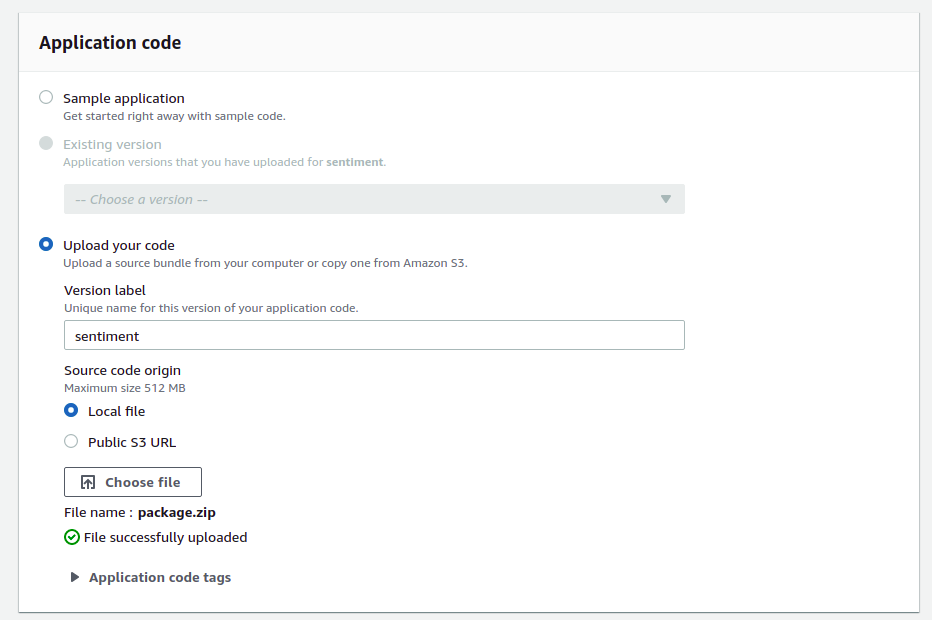 Application code
Sample application
Get started right away with sample code.
Existing version
Application versions that you have uploaded for sentiment.
-- Choose a version --
Upload your code
Upload a source bundle from your computer or copy one from Amazon S3.
Version label
Unique name for this version of your application code.
sentiment
Source code origin
Maximum size 512 MB
Local file
Public S3 URL
Choose file
File name : package.zip
File successfully uploaded
Application code tags